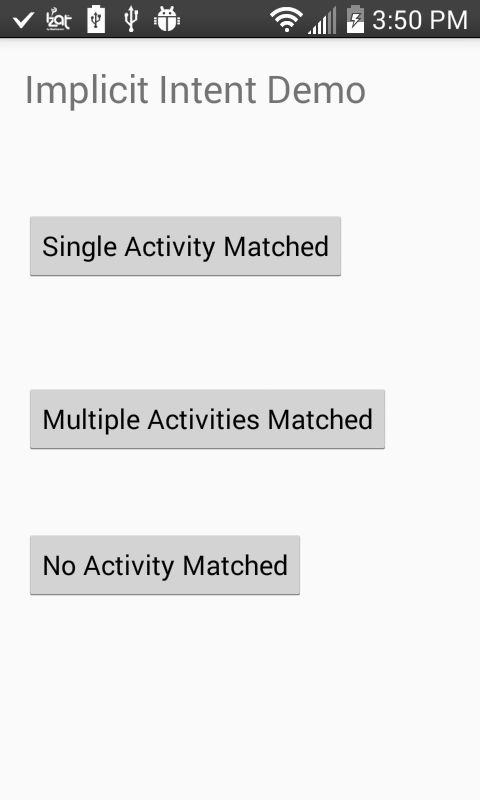 3:50 PM
Implicit Intent Demo
Single Activity Matched
Multiple Activities Matched
No Activity Matched